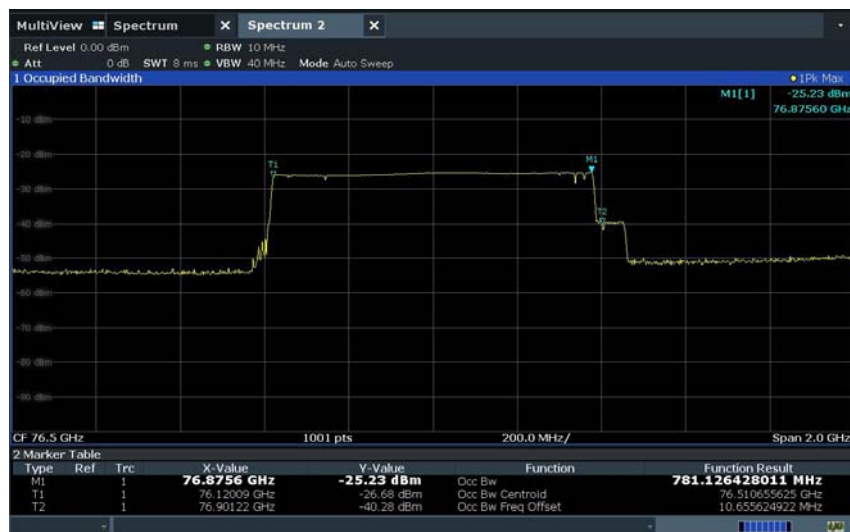 MultiView Spectrum X Spectrum 2 X
Ref Level 0.00 dBm RBW 10 MHz
Att 0 dB SWT 8 ms VBW 40 MHz Mode Auto Sweep
1 Occupied Bandwidth 1Pk Max
M1[1] -25.23 dBm
76.87560 GHz
-10 dBm
-20 dBm
T1
M1
-30 dBm
T2
-40 dBm
-50 dBm
-60 dBm
-70 dBm
-80 dBm
-90 dBm
CF 76.5 GHz 1001 pts 200.0 MHz/ Span 2.0 GHz
2 Marker Table
Type Ref Trc X-Value Y-Value Function Function Result
M1 1 76.8756 GHz -25.23 dBm Occ Bw 781.126428011 MHz
T1 1 76.12009 GHz -26.68 dBm Occ Bw Centroid 76.510655625 GHz
T2 1 76.90122 GHz -40.28 dBm Occ Bw Freq Offset 10.655624922 MHz